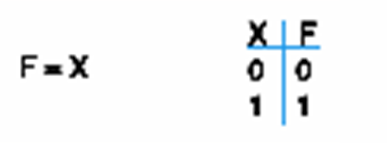 F = X
X F
0 0
1 1